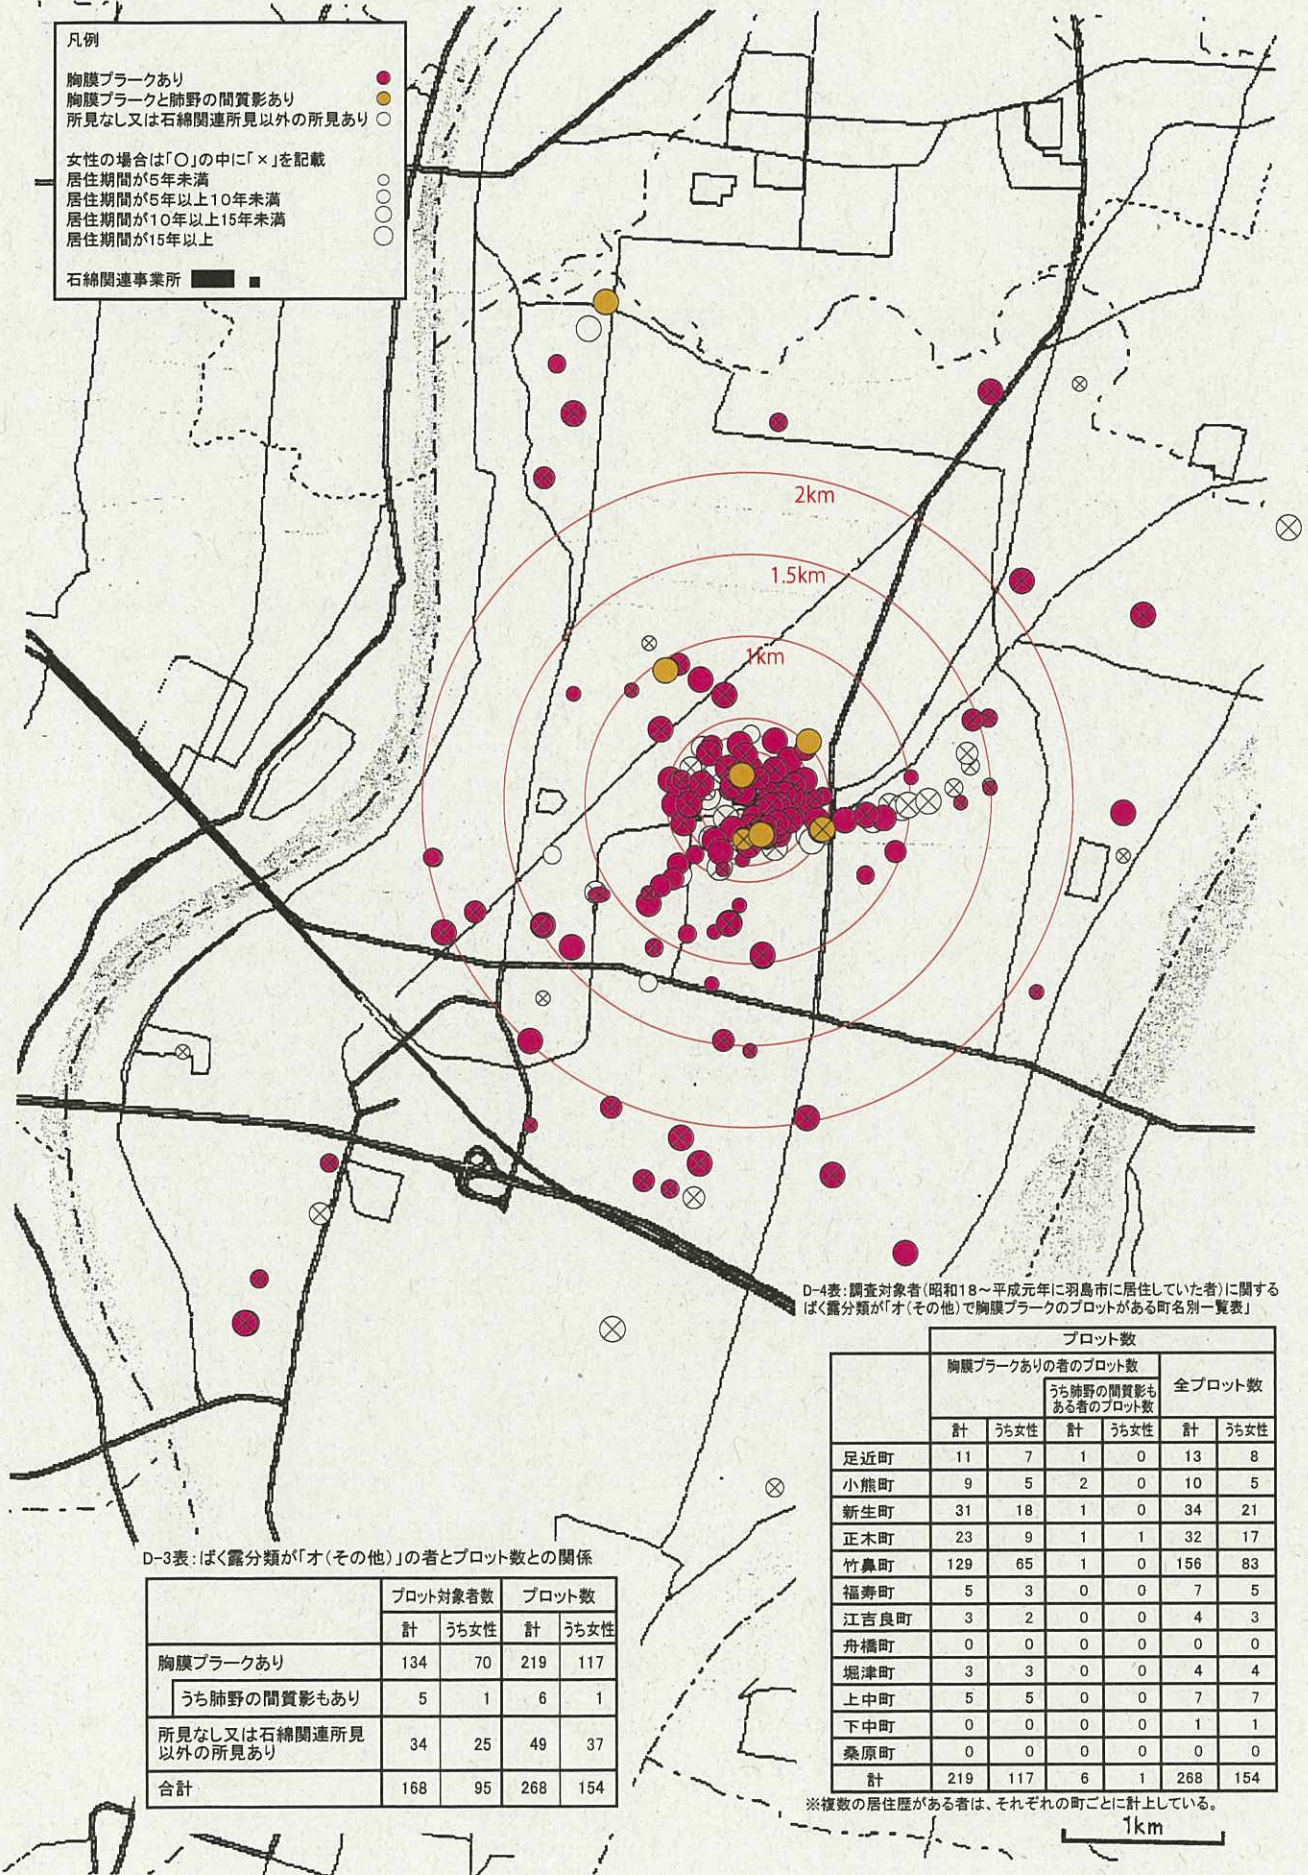 凡例
胸膜プラークあり
胸膜プラークと肺野の間質影あり
所見なし又は石綿関連所見以外の所見あり
女性の場合は「○」の中に「×」を記載
居住期間が5年未満
居住期間が5年以上10年未満
居住期間が10年以上15年未満
居住期間が15年以上
石綿関連事業所
2km
1.5km
1km
D-4表:調査対象者(昭和18~平成元年に羽島市に居住していた者)に関する
ばく露分類が「オ(その他)で胸膜プラークのプロットがある町名別一覧表」
プロット数
胸膜プラークありの者のプロット数 全プロット数
うち肺野の間質影も
ある者のプロット数
計 うち女性 計 うち女性 計 うち女性
足近町 11 7 1 0 13 8
小熊町 9 5 2 0 10 5
新生町 31 18 1 0 34 21
正木町 23 9 1 1 32 17
竹鼻町 129 65 1 0 156 83
福寿町 5 3 0 0 7 5
江吉良町 3 2 0 0 4 3
舟橋町 0 0 0 0 0 0
堀津町 3 3 0 0 4 4
上中町 5 5 0 0 7 7
下中町 0 0 0 0 1 1
桑原町 0 0 0 0 0 0
計 219 117 6 1 268 154
※複数の居住歴がある者は、それぞれの町ごとに計上している。
1km
D-3表:ばく露分類が「オ(その他)」の者とプロット数との関係
プロット対象者数 プロット数
計 うち女性 計 うち女性
胸膜プラークあり 134 70 219 117
うち肺野の間質影もあり 5 1 6 1
所見なし又は石綿関連所見
以外の所見あり 34 25 49 37
合計 168 95 268 154